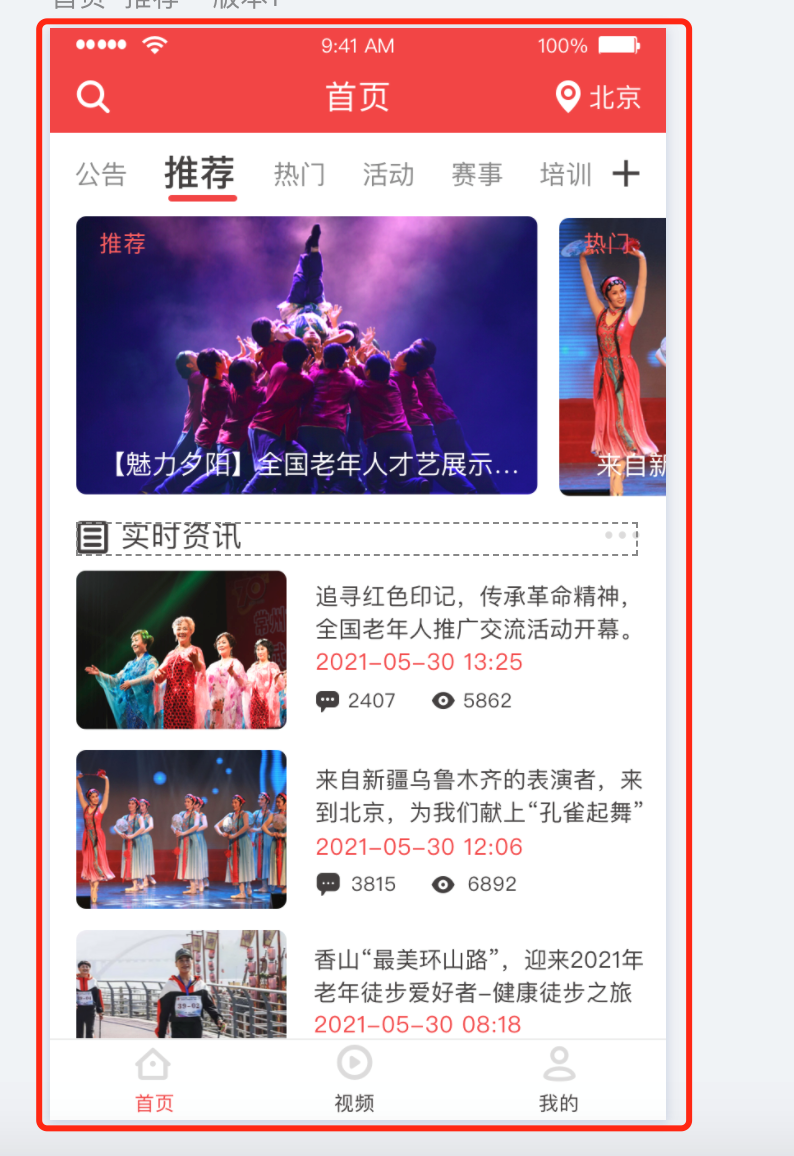 首页-推荐-版本1
9:41 AM 100%
首页 北京
公告 推荐 热门 活动 赛事 培训
推荐 热门
【魅力夕阳】全国老年人才艺展示... 来自新
实时资讯
追寻红色印记，传承革命精神，
全国老年人推广交流活动开幕。
2021-05-30 13:25
2407 5862
来自新疆乌鲁木齐的表演者，来
到北京，为我们献上“孔雀起舞”
2021-05-30 12:06
3815 6892
香山“最美环山路”，迎来2021年
老年徒步爱好者-健康徒步之旅
2021-05-30 08:18
首页 视频 我的